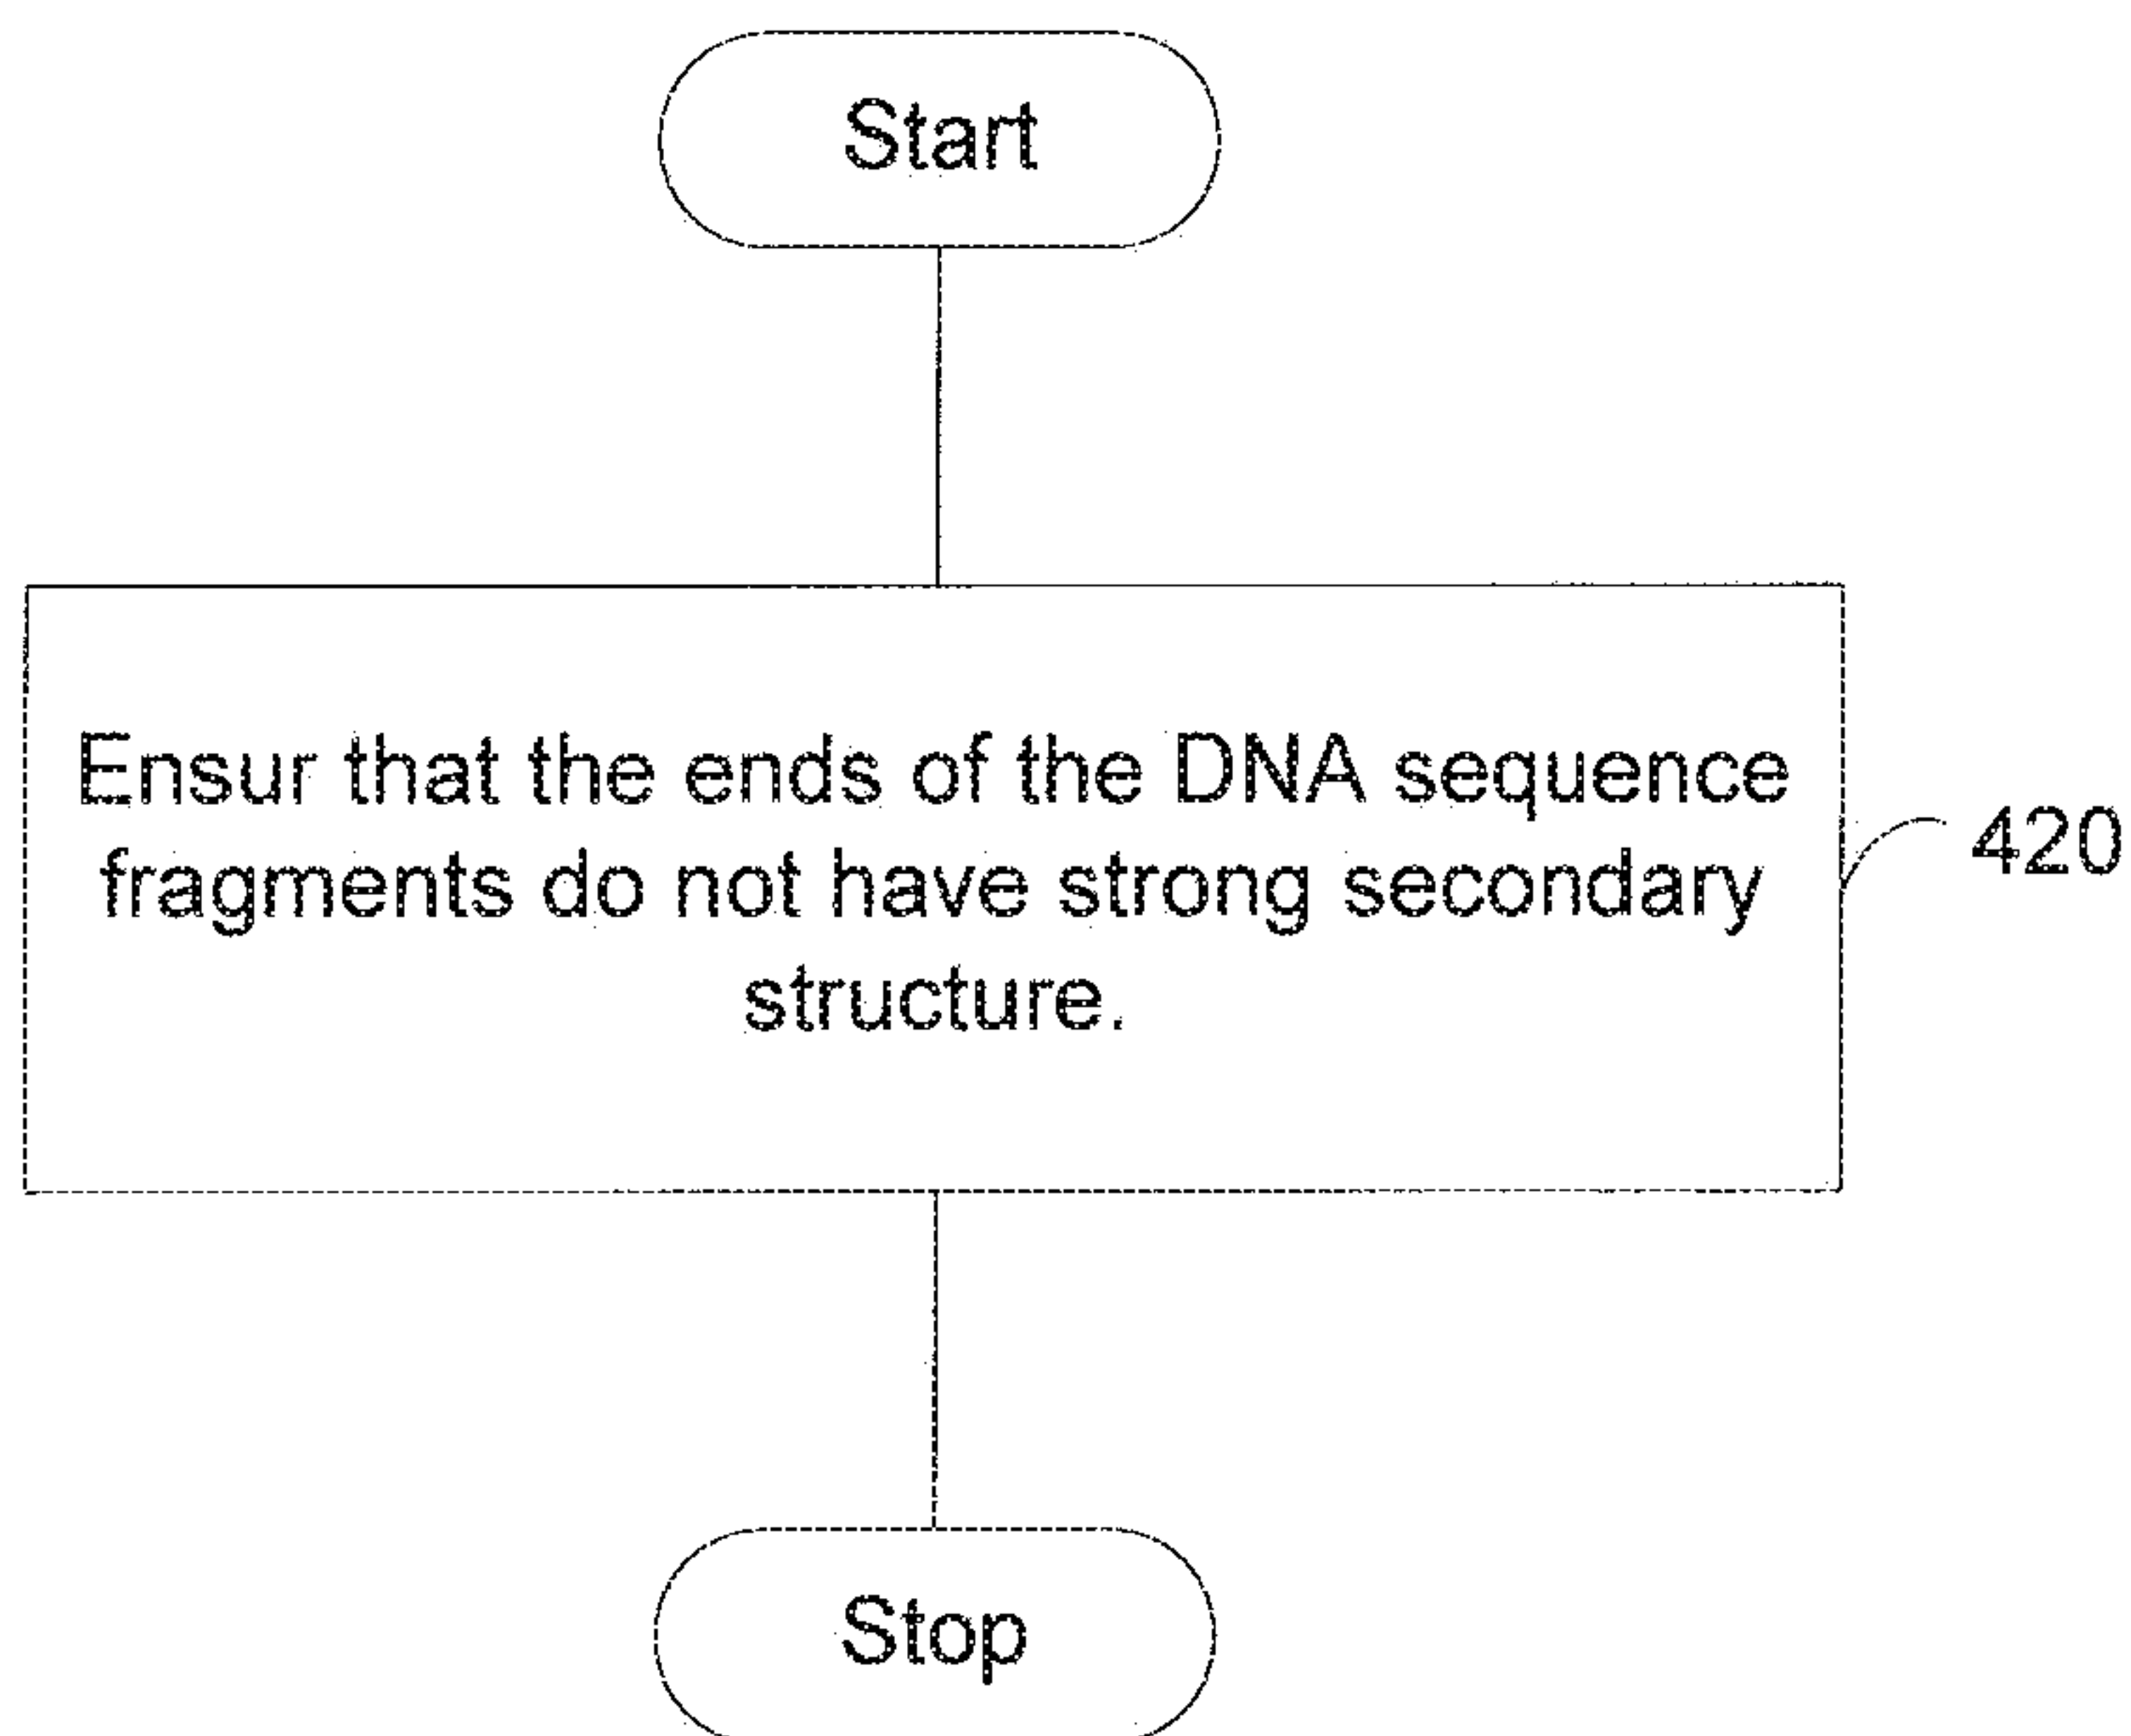 Start
Ensur that the ends of the DNA sequence
fragments do not have strong secondary
structure.
420
Stop